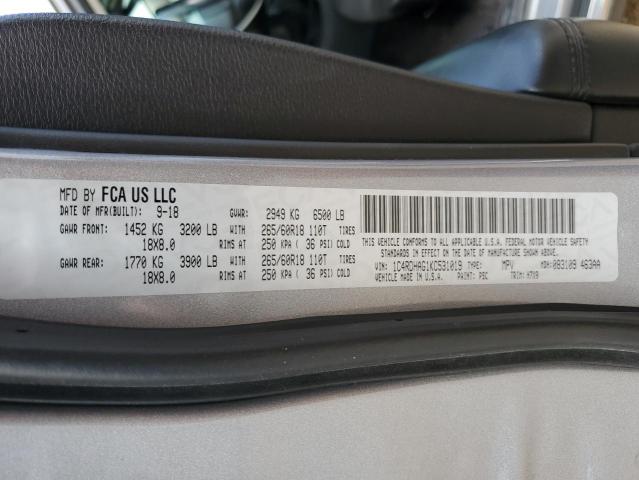 MFD BY FCA US LLC
DATE OF MFR(BUILT): 9-18 GVWR: 2949 KG 6500 LB
GAWR FRONT: 1452 KG 3200 LB WITH 265/60R18 110T TIRES
18X8.0 RIMS AT 250 KPA ( 36 PSI) COLD
GAWR REAR: 1770 KG 3900 LB WITH 265/60R18 110T TIRES
18X8.0 RIMS AT 250 KPA ( 36 PSI) COLD
THIS VEHICLE CONFORMS TO ALL APPLICABLE U.S.A. FEDERAL MOTOR VEHICLE SAFETY
STANDARDS IN EFFECT ON THE DATE OF MANUFACTURE SHOWN ABOVE
VIN: 1C4RDHAG1KC531019 TYPE: MPV MDH: 083109 463AA
VEHICLE MADE IN U.S.A. PAINT: PSC TRIM: H7X9